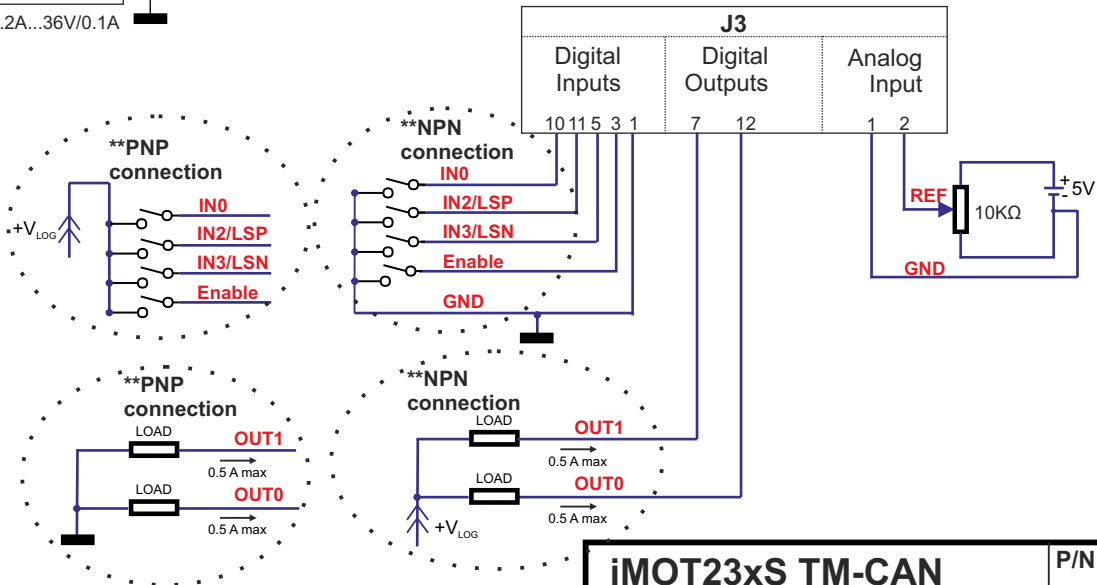 .2A...36V/0.1A
J3
Digital Inputs
Digital Outputs
Analog Input
10 11 5 3 1
7 12
1 2
**PNP connection
+VLOG
IN0
IN2/LSP
IN3/LSN
Enable
**NPN connection
IN0
IN2/LSP
IN3/LSN
Enable
GND
REF
10KΩ
+
-
5V
GND
**PNP connection
LOAD
OUT1
0.5 A max
LOAD
OUT0
0.5 A max
**NPN connection
LOAD
OUT1
0.5 A max
LOAD
OUT0
0.5 A max
+VLOG
iMOT23xS TM-CAN
P/N